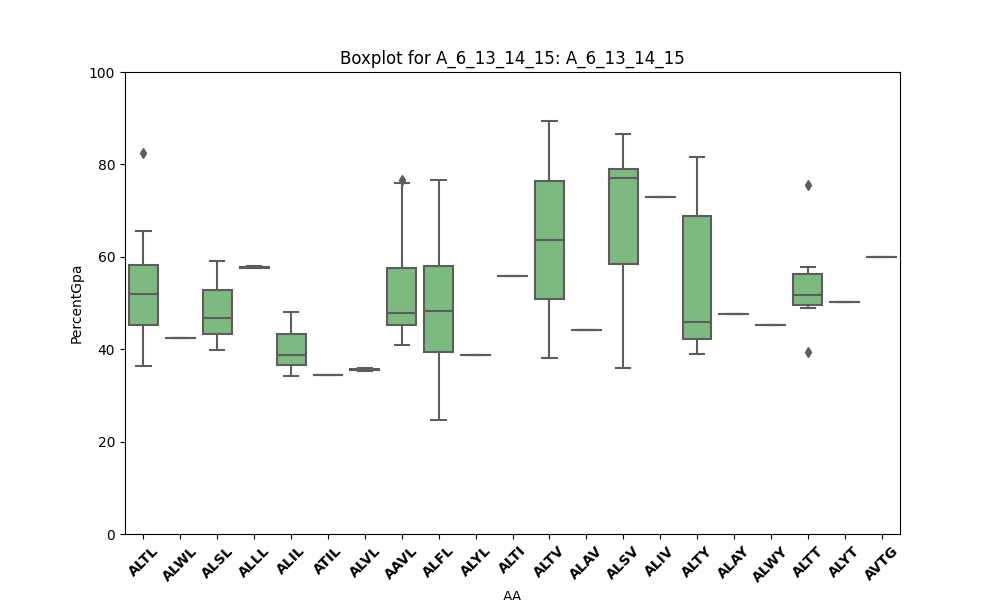 Boxplot for A_6_13_14_15: A_6_13_14_15
100
80
60
40
20
0
PercentGpa
ALTL ALWL ALSL ALLL ALIL ATIL ALVL AAVL ALFL ALYL ALTI ALTV ALAV ALSV ALIV ALTY ALAY ALWY ALTT ALYT AVTG
AA